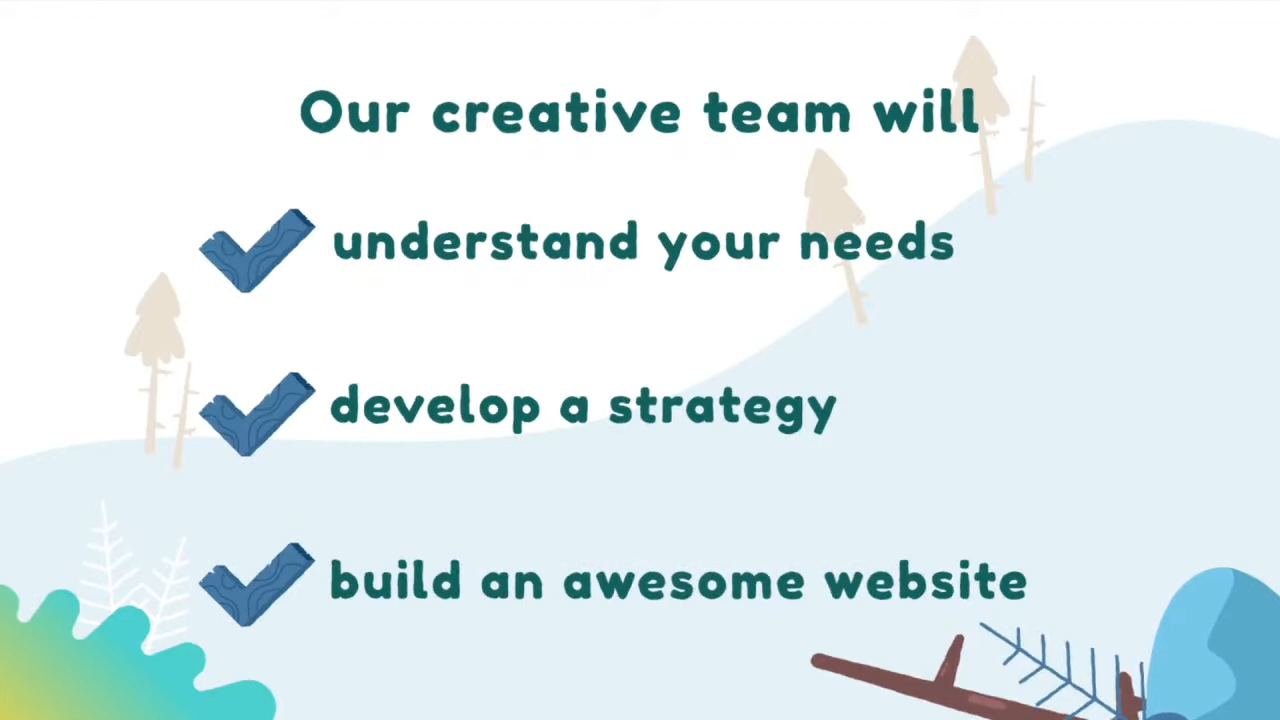 Our creative team will
understand your needs
develop a strategy
build an awesome website